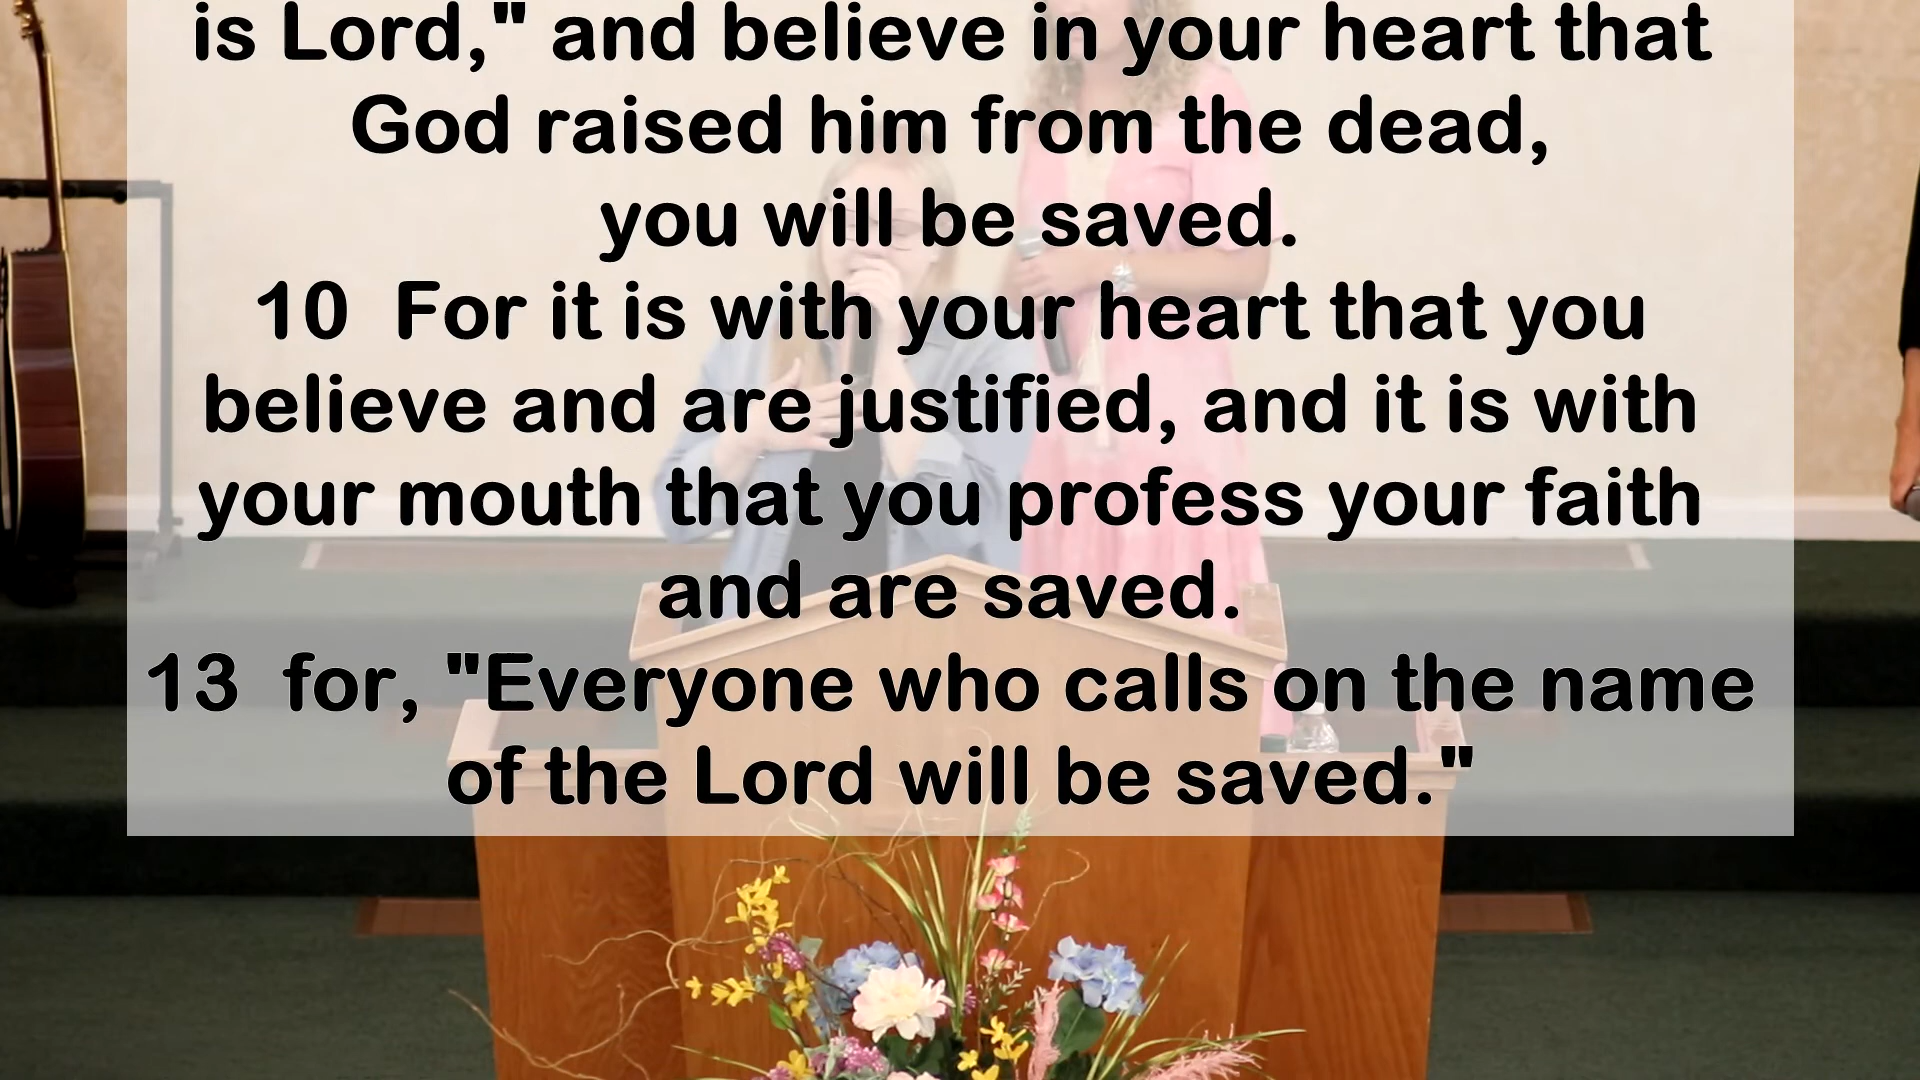 is Lord," and believe in your heart that
God raised him from the dead,
you will be saved.
10  For it is with your heart that you
believe and are justified, and it is with
your mouth that you profess your faith
and are saved.
13  for, "Everyone who calls on the name
of the Lord will be saved."